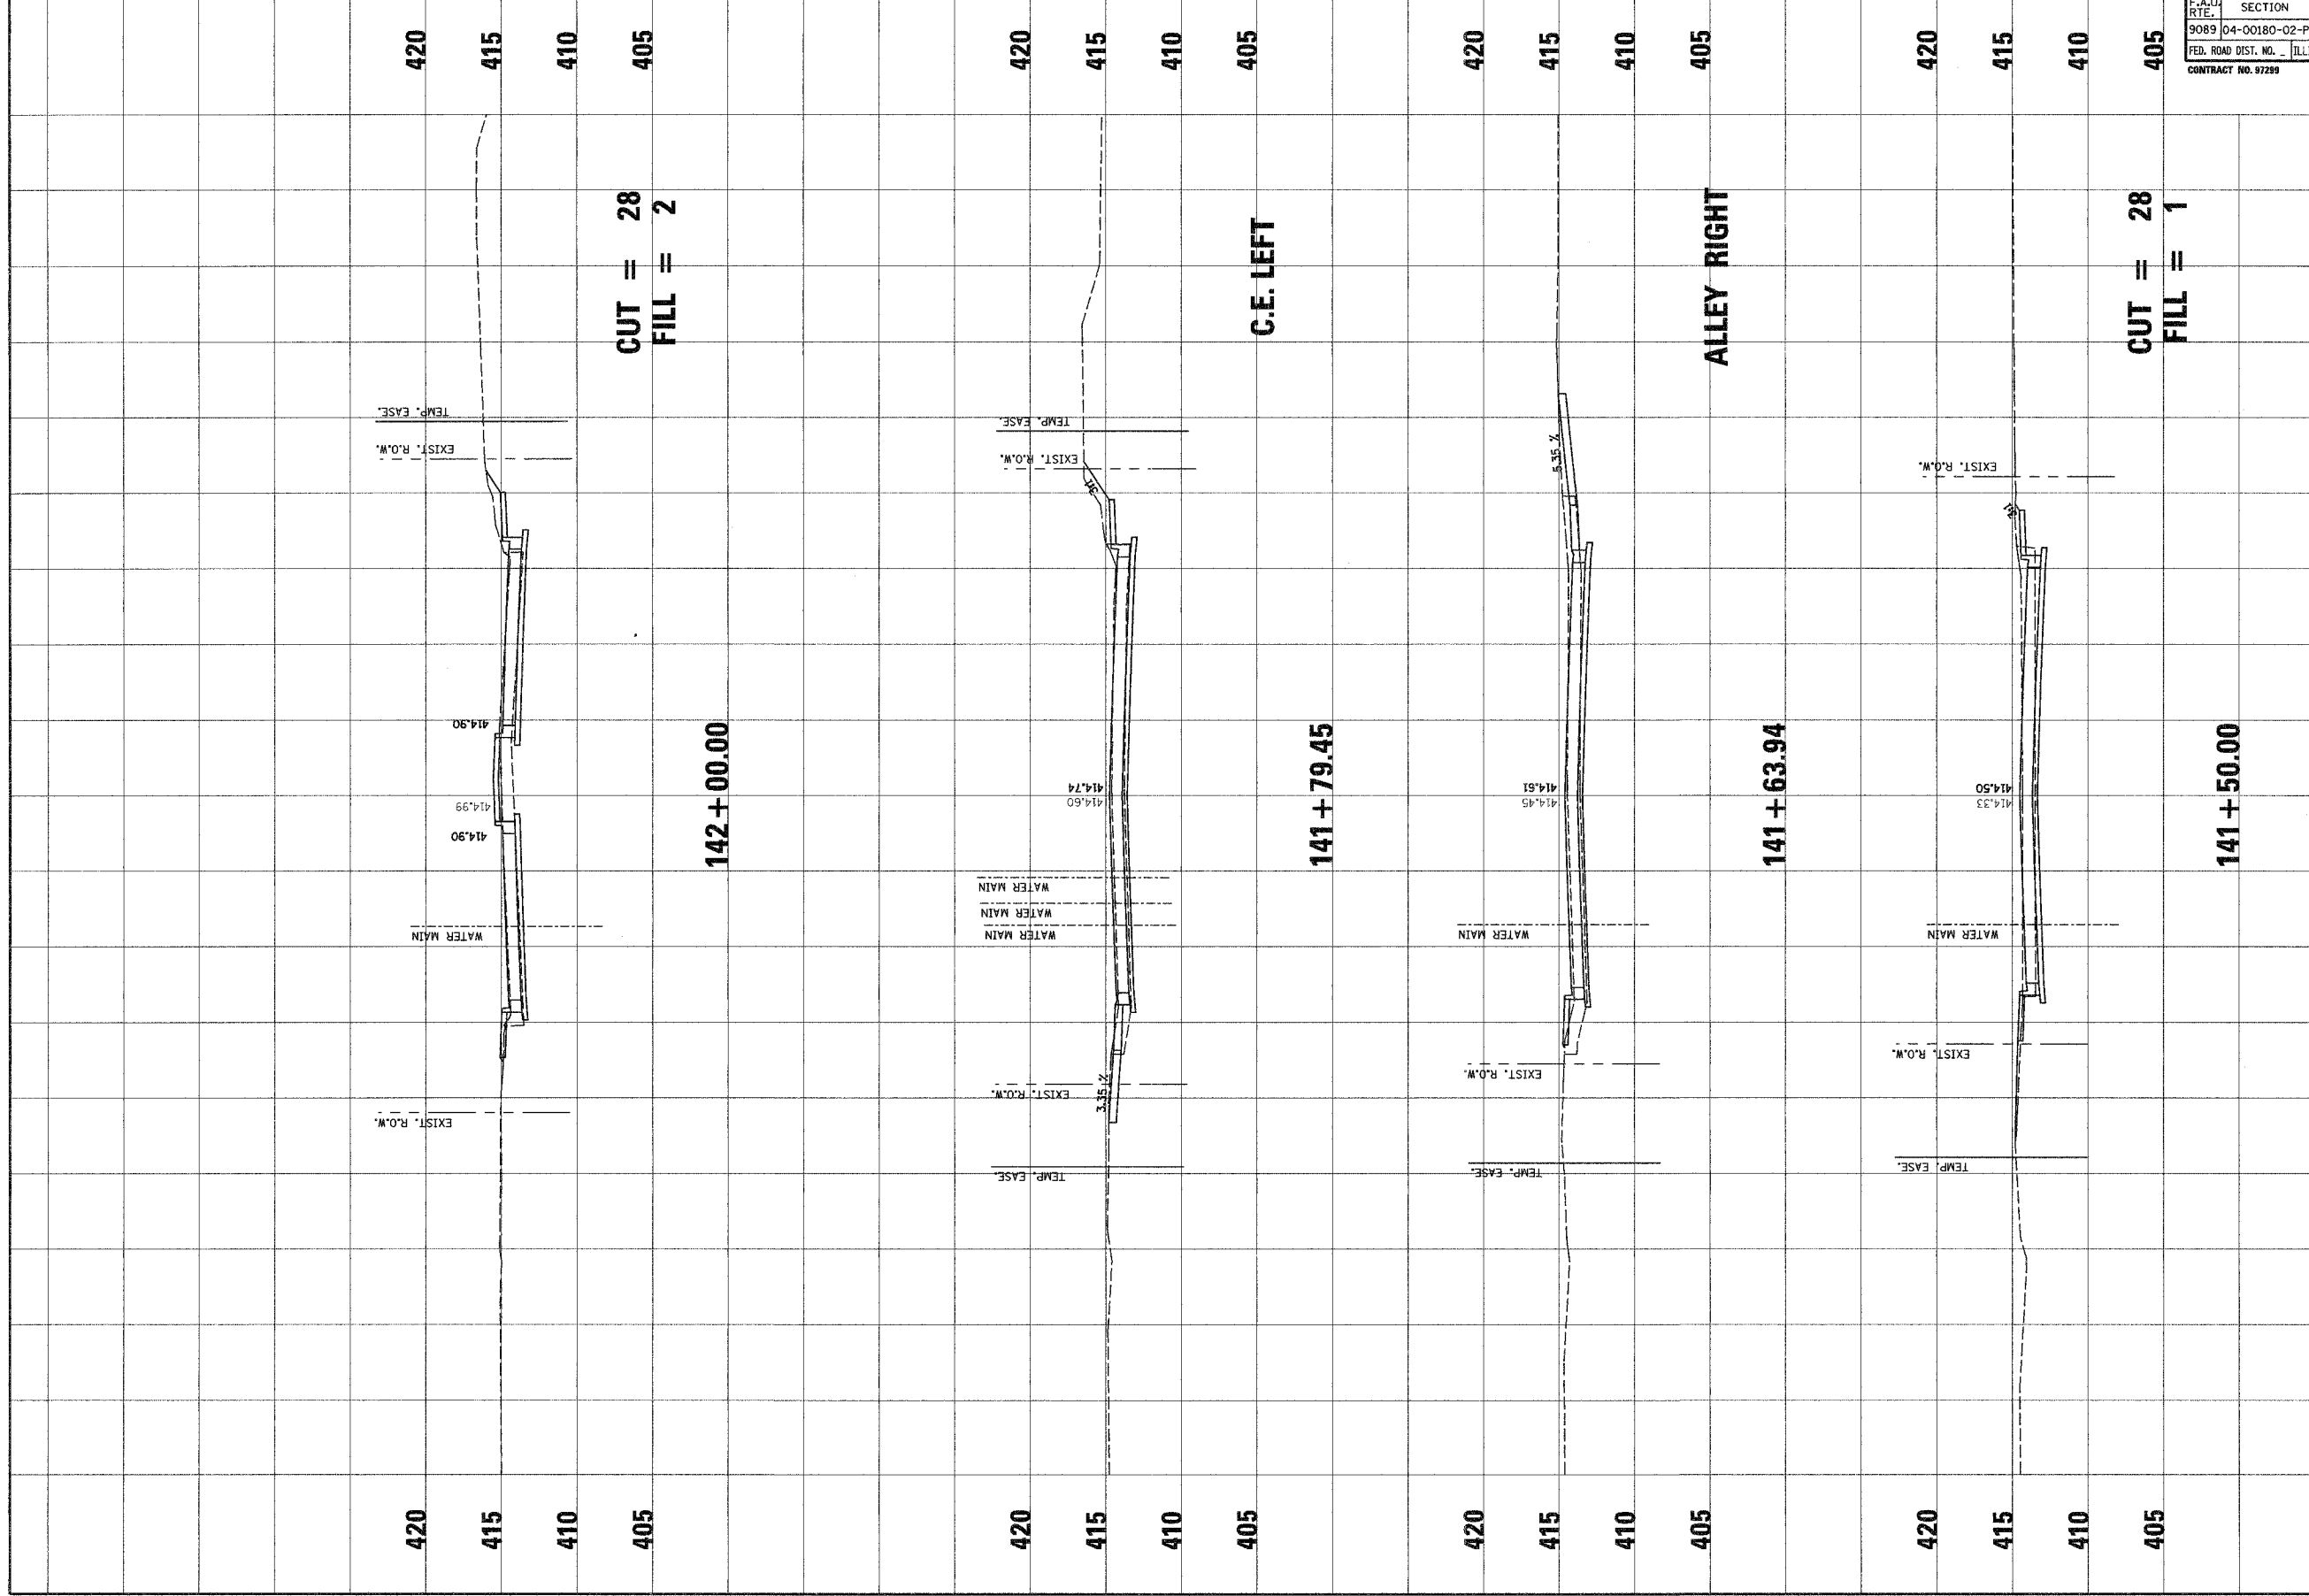 F.A.U. RTE. SECTION
9089 04-00180-02-P
FED. ROAD DIST. NO. _ ILL
CONTRACT NO. 97299
420 415 410 405
TEMP. EASE.
EXIST. R.O.W.
414.90
414.99
414.90
WATER MAIN
EXIST. R.O.W.
CUT = 28
FILL = 2
142+00.00
420 415 410 405
420 415 410 405
TEMP. EASE.
EXIST. R.O.W.
3:1
414.74
414.60
WATER MAIN
WATER MAIN
WATER MAIN
EXIST. R.O.W.
3.35 %
TEMP. EASE.
C.E. LEFT
141+79.45
420 415 410 405
420 415 410 405
5.35 %
414.61
414.45
WATER MAIN
EXIST. R.O.W.
TEMP. EASE.
ALLEY RIGHT
141+63.94
420 415 410 405
420 415 410 405
EXIST. R.O.W.
414.50
414.33
WATER MAIN
EXIST. R.O.W.
TEMP. EASE.
CUT = 28
FILL = 1
141+50.00
420 415 410 405